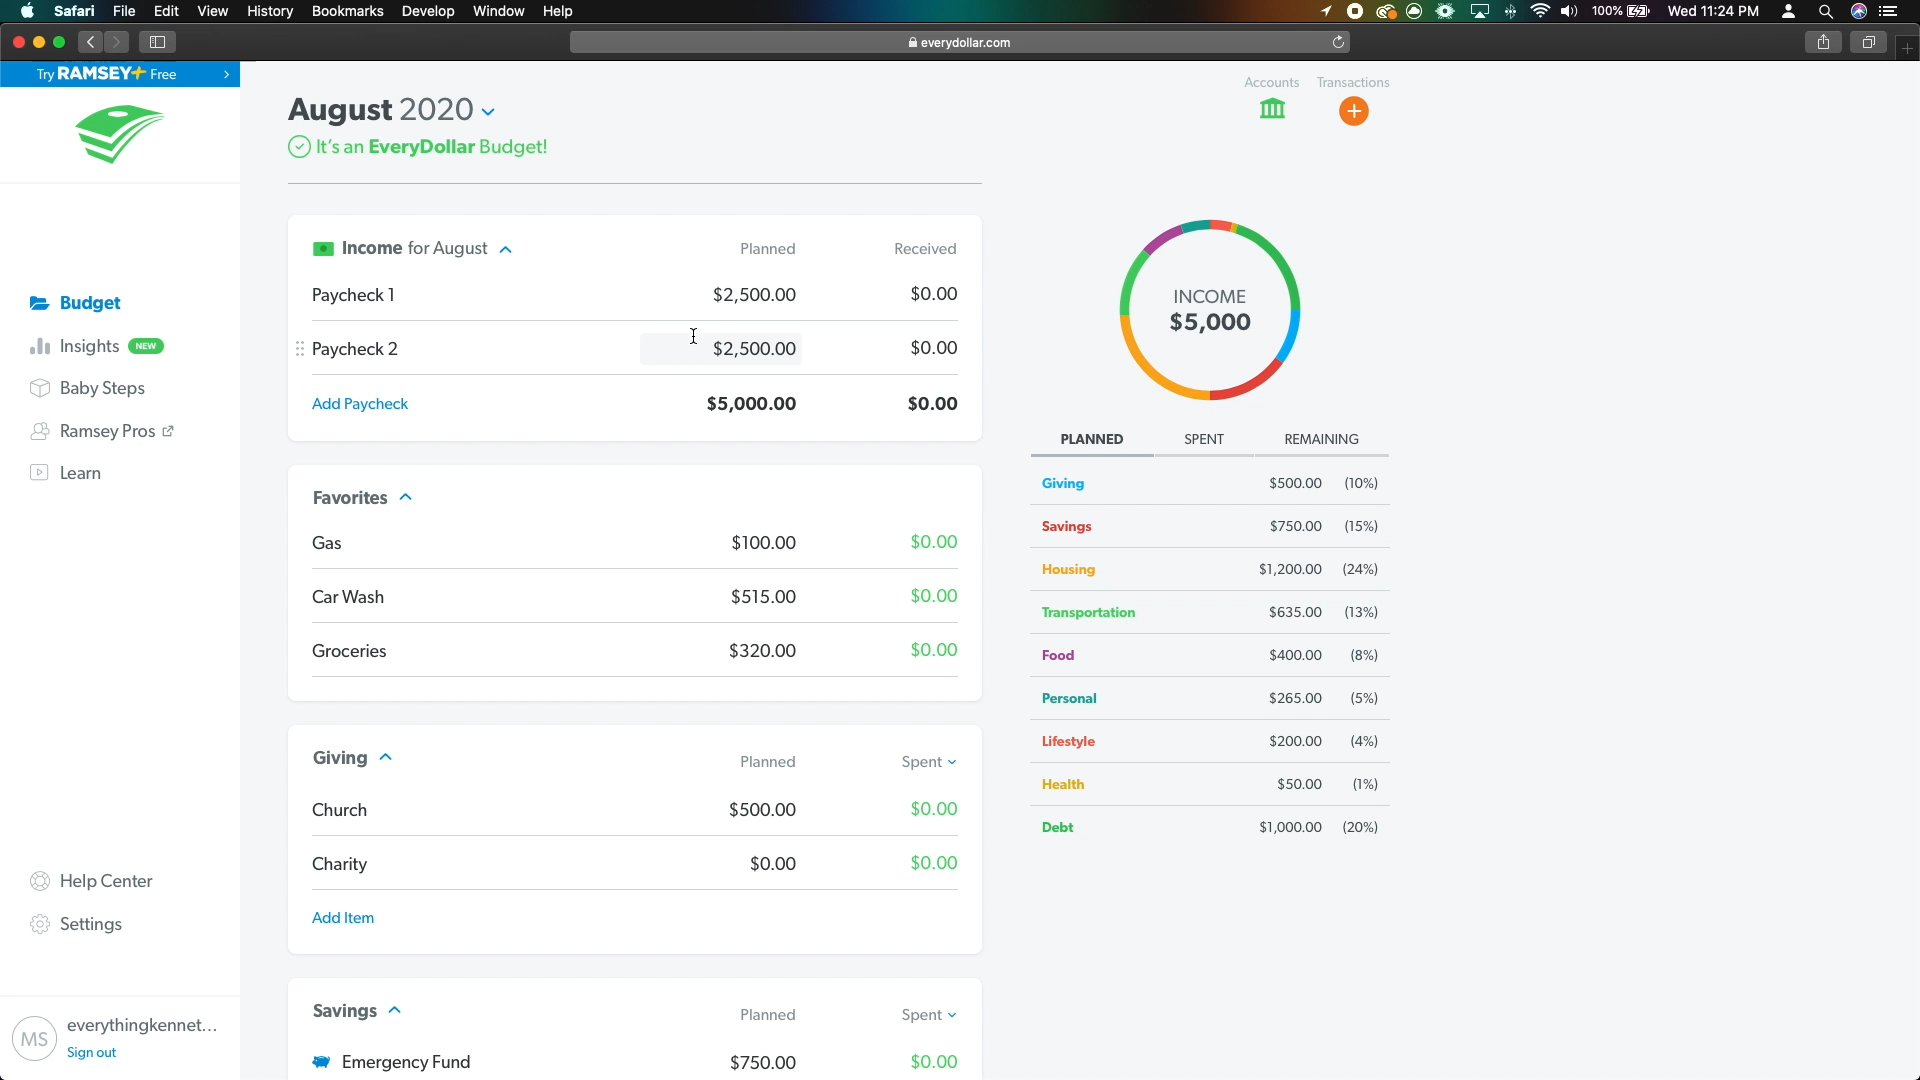 Safari File Edit View History Bookmarks Develop Window Help 100% Wed 11:24 PM
everydollar.com
Try RAMSEY+ Free
Budget
Insights NEW
Baby Steps
Ramsey Pros
Learn
Help Center
Settings
MS everythingkennet...
Sign out
August 2020
It's an EveryDollar Budget!
Accounts Transactions
Income for August Planned Received
Paycheck 1 $2,500.00 $0.00
Paycheck 2 $2,500.00 $0.00
Add Paycheck $5,000.00 $0.00
Favorites
Gas $100.00 $0.00
Car Wash $515.00 $0.00
Groceries $320.00 $0.00
Giving Planned Spent
Church $500.00 $0.00
Charity $0.00 $0.00
Add Item
Savings Planned Spent
Emergency Fund $750.00 $0.00
INCOME
$5,000
PLANNED SPENT REMAINING
Giving $500.00 (10%)
Savings $750.00 (15%)
Housing $1,200.00 (24%)
Transportation $635.00 (13%)
Food $400.00 (8%)
Personal $265.00 (5%)
Lifestyle $200.00 (4%)
Health $50.00 (1%)
Debt $1,000.00 (20%)